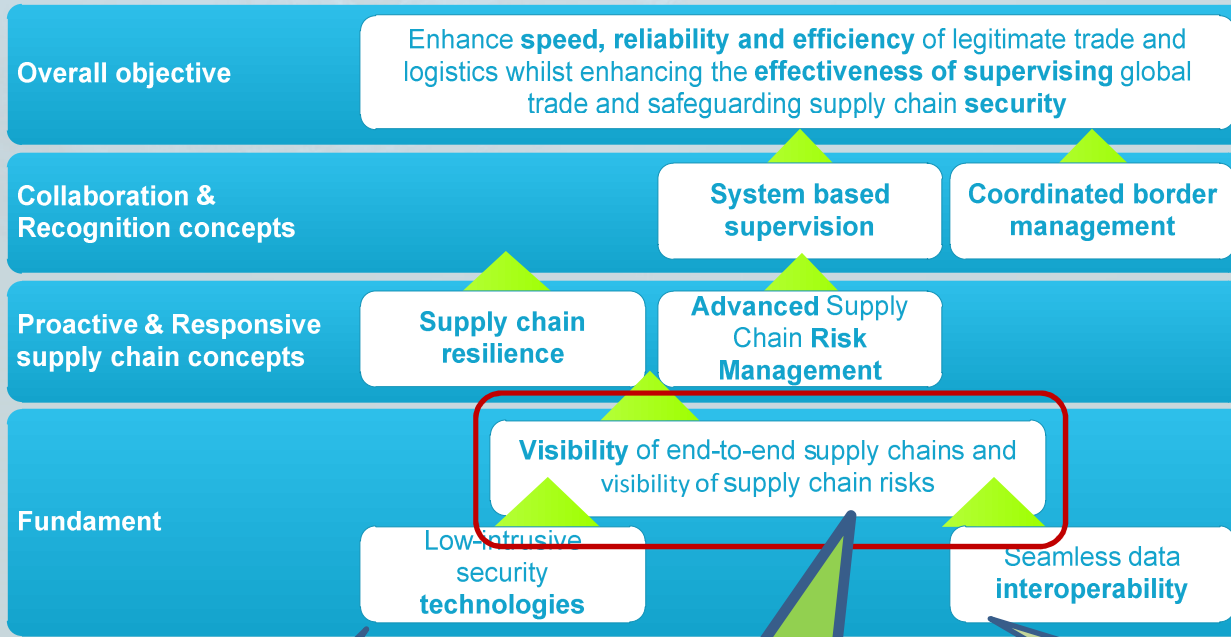 Overall objective
Enhance speed, reliability and efficiency of legitimate trade and
logistics whilst enhancing the effectiveness of supervising global
trade and safeguarding supply chain security
Collaboration &
Recognition concepts
System based
supervision
Coordinated border
management
Proactive & Responsive
supply chain concepts
Supply chain
resilience
Advanced Supply
Chain Risk
Management
Fundament
Visibility of end-to-end supply chains and
visibility of supply chain risks
Low-intrusive
security
technologies
Seamless data
interoperability